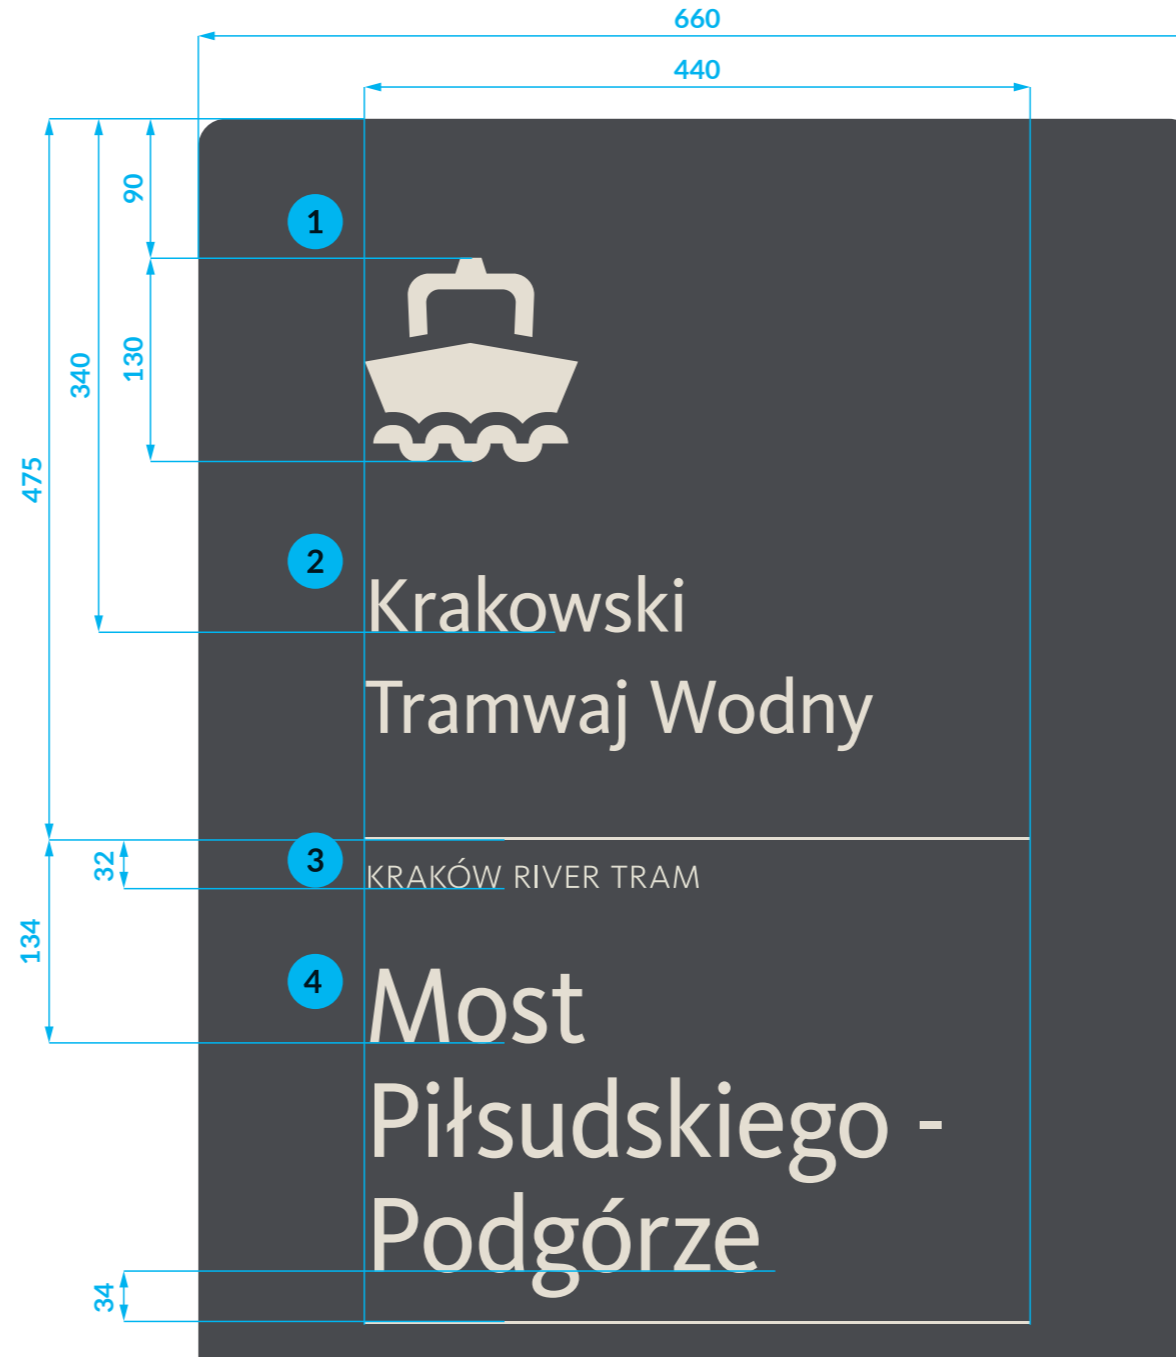 660
440
90
1
130
340
475
2
Krakowski
Tramwaj Wodny
3
32
KRAKÓW RIVER TRAM
134
4
Most
Piłsudskiego -
Podgórze
34